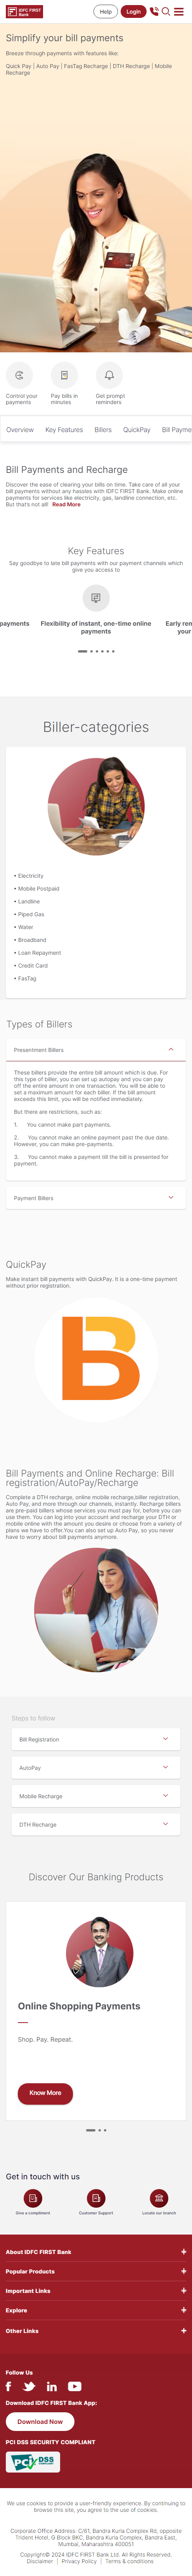 IDFC FIRST
Bank
Help
Login
Simplify your bill payments
Breeze through payments with features like:
Quick Pay | Auto Pay | FasTag Recharge | DTH Recharge | Mobile
Recharge
Control your
payments
Pay bills in
minutes
Get prompt
reminders
Overview
Key Features
Billers
QuickPay
Bill Payme
Bill Payments and Recharge
Discover the ease of clearing your bills on time. Take care of all your
bill payments without any hassles with IDFC FIRST Bank. Make online
payments for services like electricity, gas, landline connection, etc.
But that's not all! Read More
Key Features
Say goodbye to late bill payments with our payment channels which
give you access to
payments
Flexibility of instant, one-time online
payments
Early rem
your
Biller-categories
• Electricity
• Mobile Postpaid
• Landline
• Piped Gas
• Water
• Broadband
• Loan Repayment
• Credit Card
• FasTag
Types of Billers
Presentment Billers
These billers provide the entire bill amount which is due. For
this type of biller, you can set up autopay and you can pay
off the entire amount in one transaction. You will be able to
set a maximum amount for each biller. If the bill amount
exceeds this limit, you will be notified immediately.
But there are restrictions, such as:
1. You cannot make part payments.
2. You cannot make an online payment past the due date.
However, you can make pre-payments.
3. You cannot make a payment till the bill is presented for
payment.
Payment Billers
QuickPay
Make instant bill payments with QuickPay. It is a one-time payment
without prior registration.
B
Bill Payments and Online Recharge: Bill
registration/AutoPay/Recharge
Complete a DTH recharge, online mobile recharge,biller registration,
Auto Pay, and more through our channels, instantly. Recharge billers
are pre-paid billers whose services you must pay for, before you can
use them. You can log into your account and recharge your DTH or
mobile online with the amount you desire or choose from a variety of
plans we have to offer.You can also set up Auto Pay, so you never
have to worry about bill payments anymore.
Steps to follow
Bill Registration
AutoPay
Mobile Recharge
DTH Recharge
Discover Our Banking Products
Online Shopping Payments
Shop. Pay. Repeat.
Know More
Get in touch with us
Give a compliment
Customer Support
Locate our branch
About IDFC FIRST Bank
Popular Products
Important Links
Explore
Other Links
Follow Us
Download IDFC FIRST Bank App:
Download Now
PCI DSS SECURITY COMPLIANT
PCI DSS
We use cookies to provide a user-friendly experience. By continuing to
browse this site, you agree to the use of cookies.
Corporate Office Address: C/61, Bandra Kurla Complex Rd, opposite
Trident Hotel, G Block BKC, Bandra Kurla Complex, Bandra East,
Mumbai, Maharashtra 400051
Copyright© 2024 IDFC FIRST Bank Ltd. All Rights Reserved.
Disclaimer | Privacy Policy | Terms & conditions